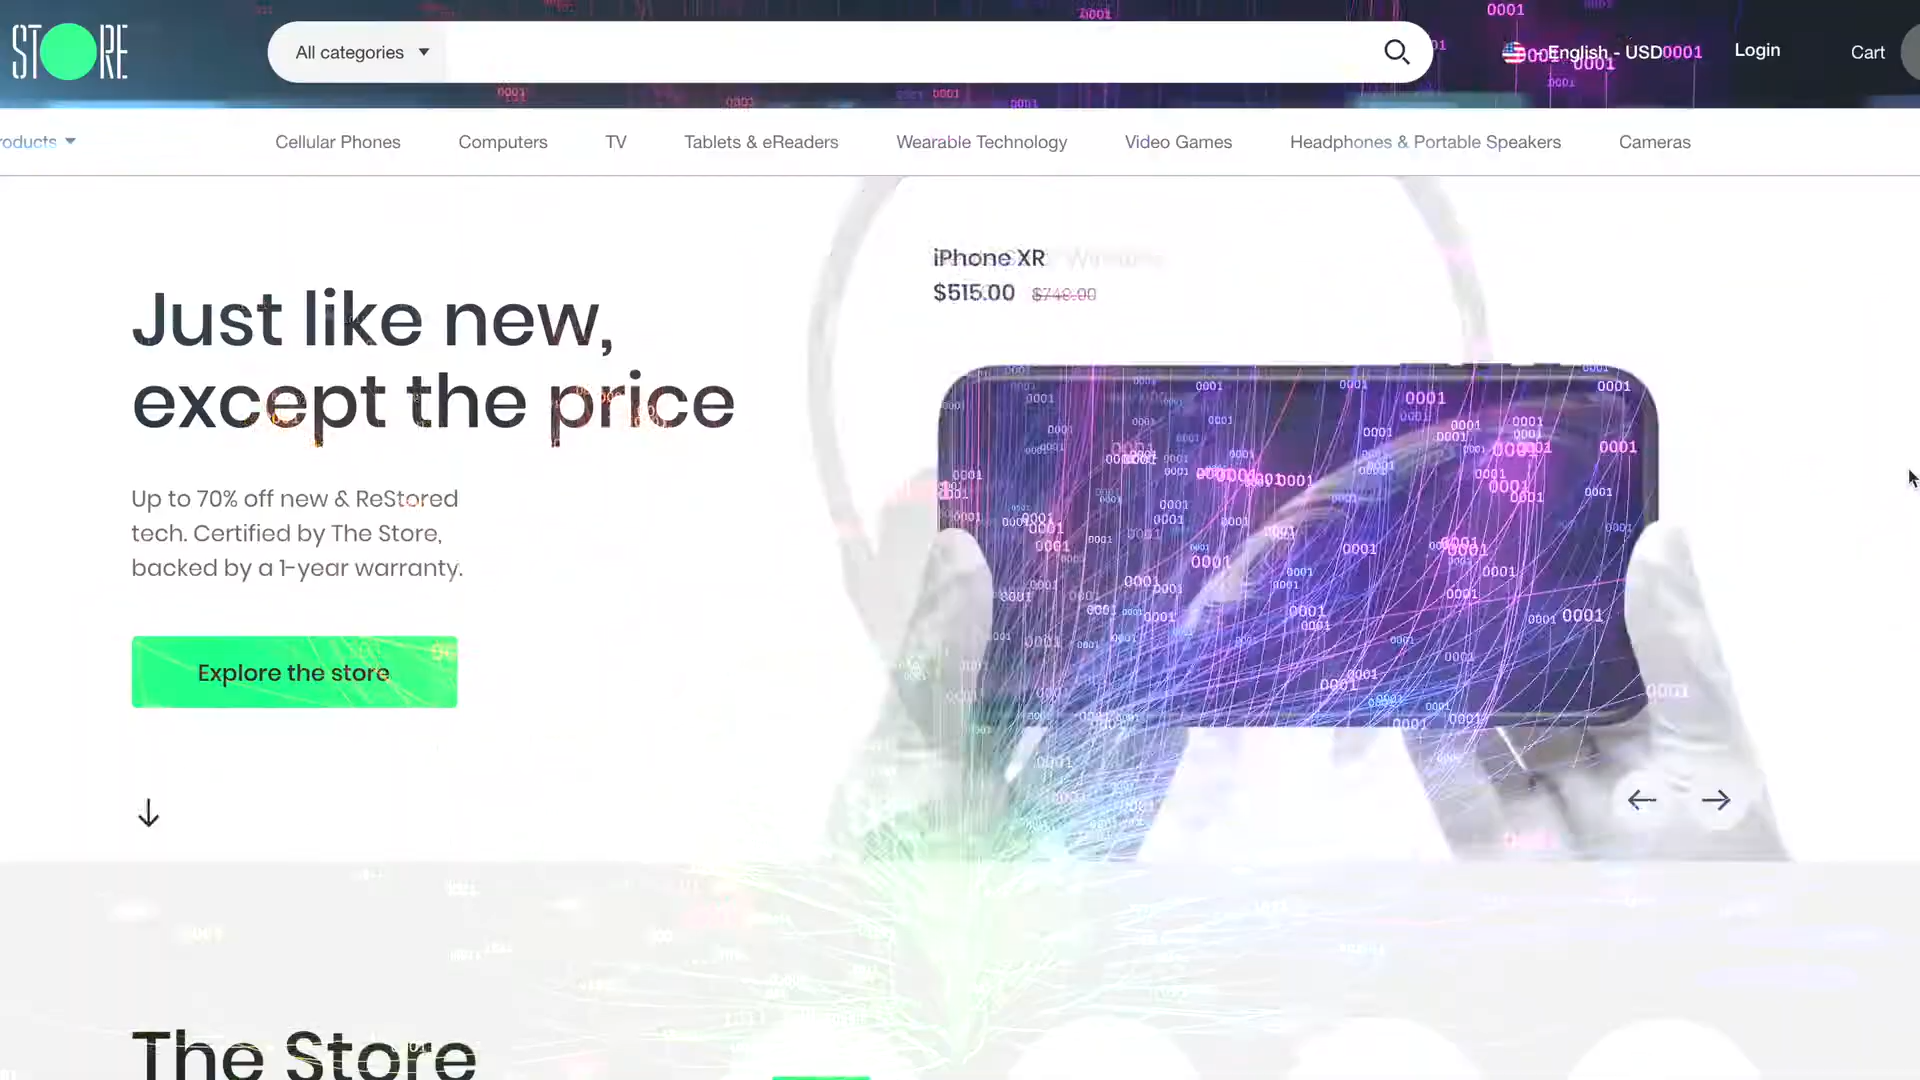 STORE
All categories
English - USD
Login
Cart
roducts
Cellular Phones
Computers
TV
Tablets & eReaders
Wearable Technology
Video Games
Headphones & Portable Speakers
Cameras
iPhone XR
$515.00 $749.00
Just like new,
except the price
Up to 70% off new & ReStored
tech. Certified by The Store,
backed by a 1-year warranty.
Explore the store
The Store